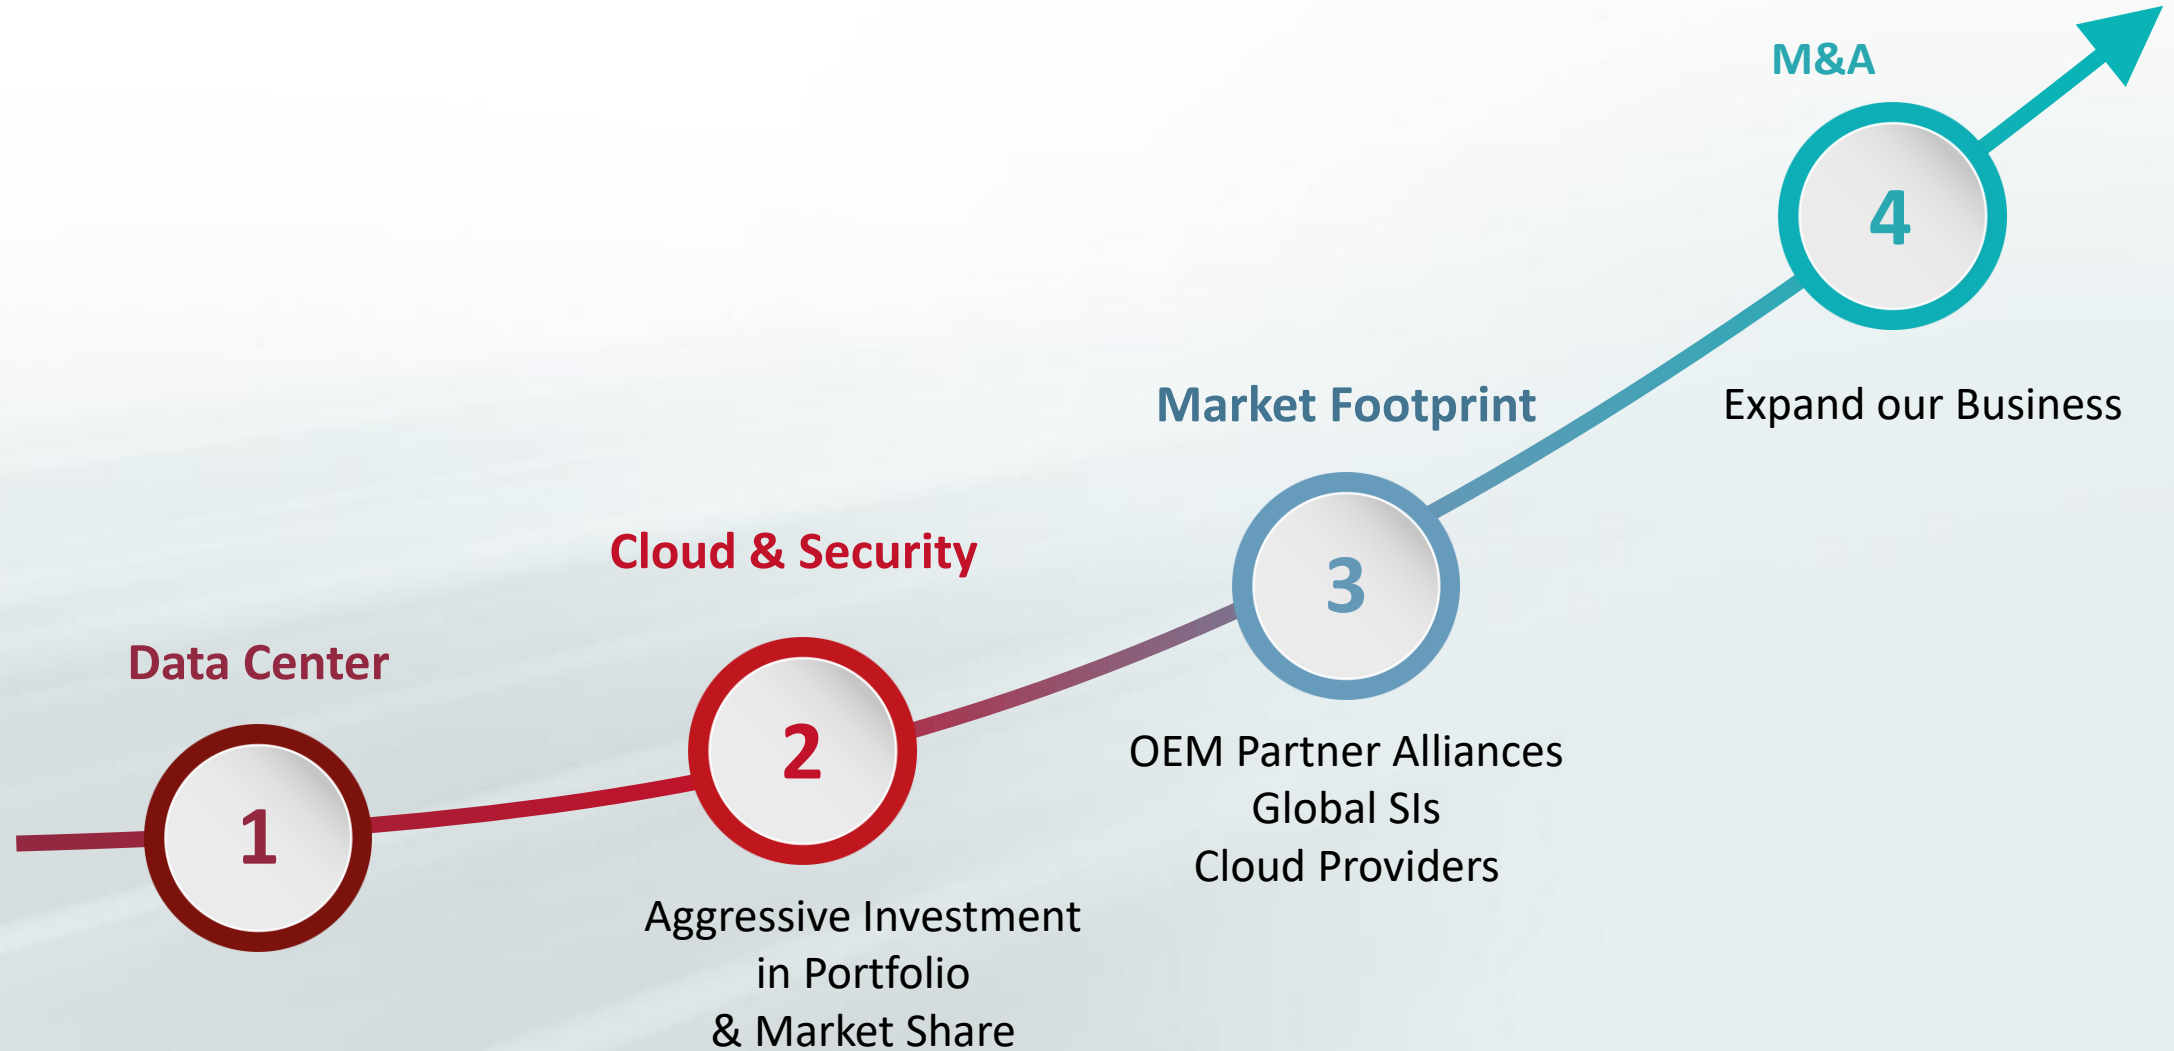 Data Center
1
Cloud & Security
2
Aggressive Investment
in Portfolio
& Market Share
Market Footprint
3
OEM Partner Alliances
Global SIs
Cloud Providers
M&A
4
Expand our Business